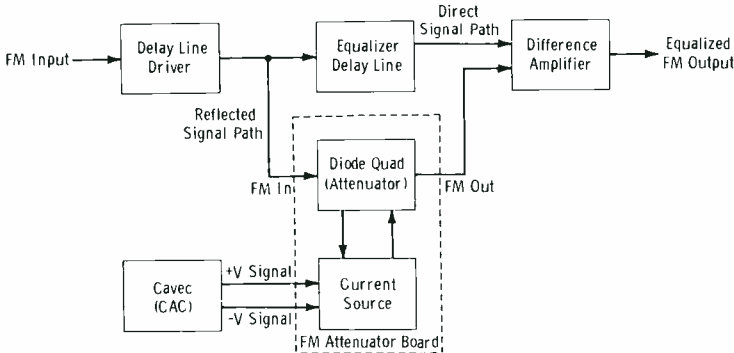 Direct
Signal Path
FM Input
Delay Line
Driver
Equalizer
Delay Line
Difference
Amplifier
Equalized
FM Output
Reflected
Signal Path
FM In
Diode Quad
(Attenuator)
FM Out
Cavec
(CAC)
+V Signal
-V Signal
Current
Source
FM Attenuator Board